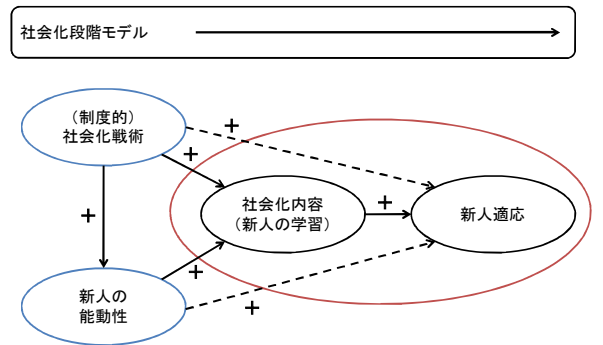 社会化段階モデル
（制度的）
社会化戦術
+
+
+
社会化内容
（新人の学習）
+
新人適応
新人の
能動性
+
+